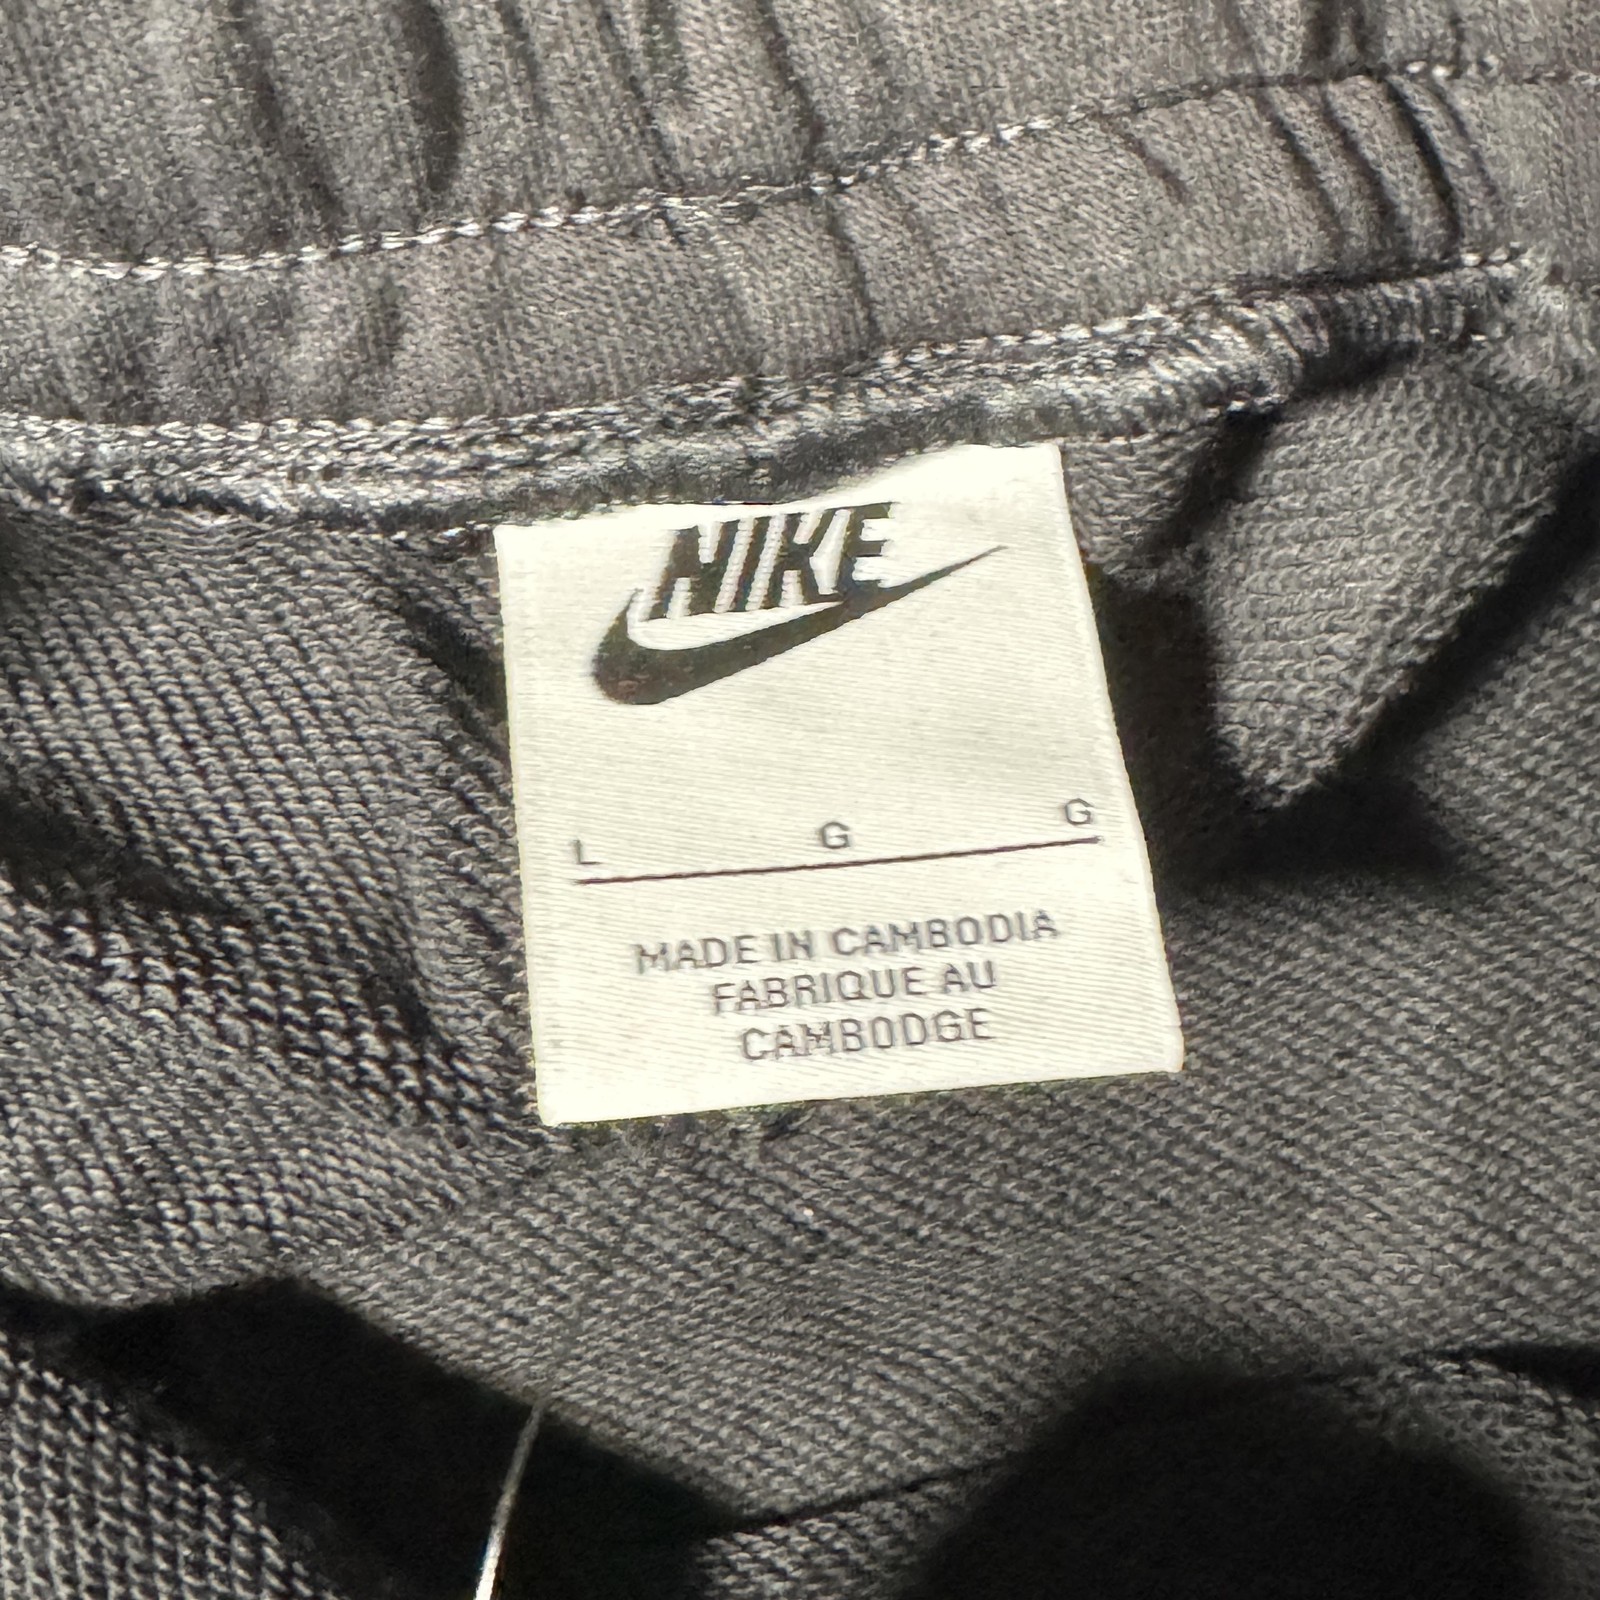 NIKE
L G G
MADE IN CAMBODIA
FABRIQUE AU
CAMBODGE